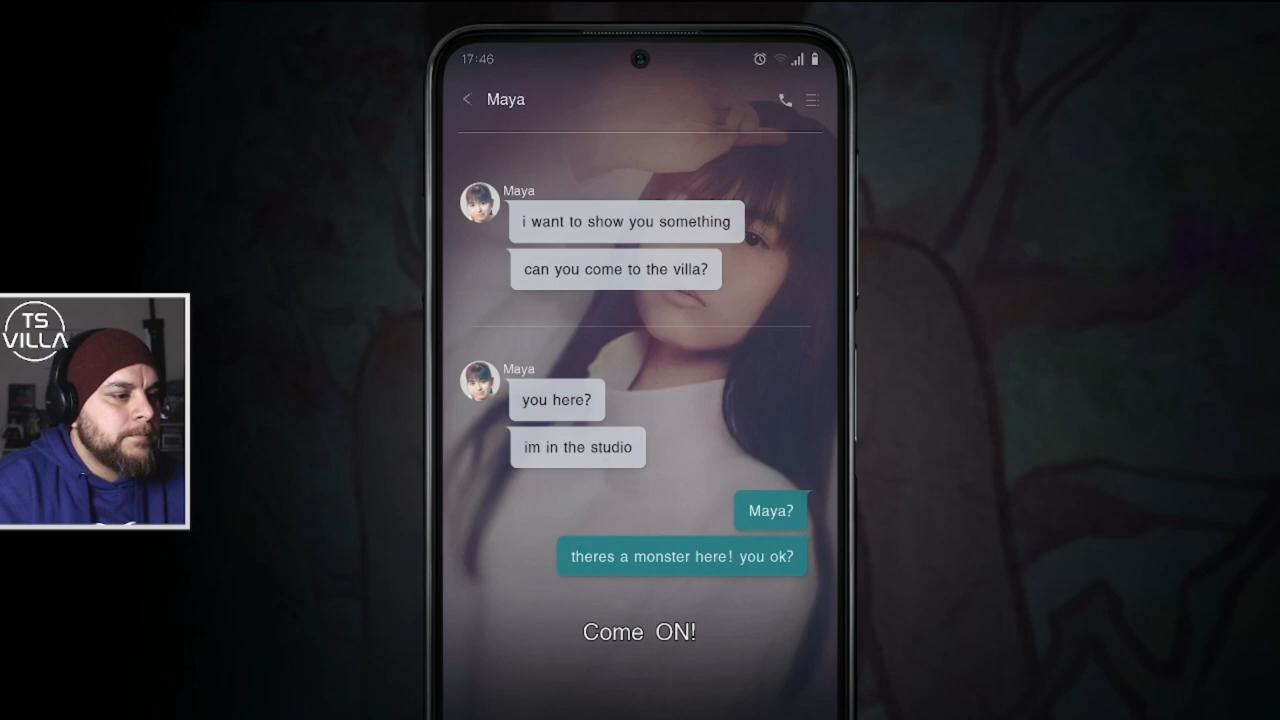 17:46
Maya
Maya
i want to show you something
can you come to the villa?
Maya
you here?
im in the studio
Maya?
theres a monster here! you ok?
Come ON!
TS
VILLA